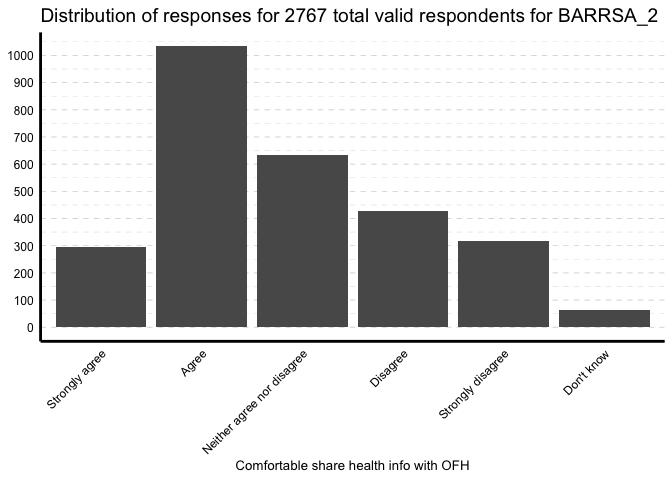 Distribution of responses for 2767 total valid respondents for BARRSA_2
1000
900
800
700
600
500
400
300
200
100
0
Strongly agree
Agree
Neither agree nor disagree
Disagree
Strongly disagree
Don't know
Comfortable share health info with OFH